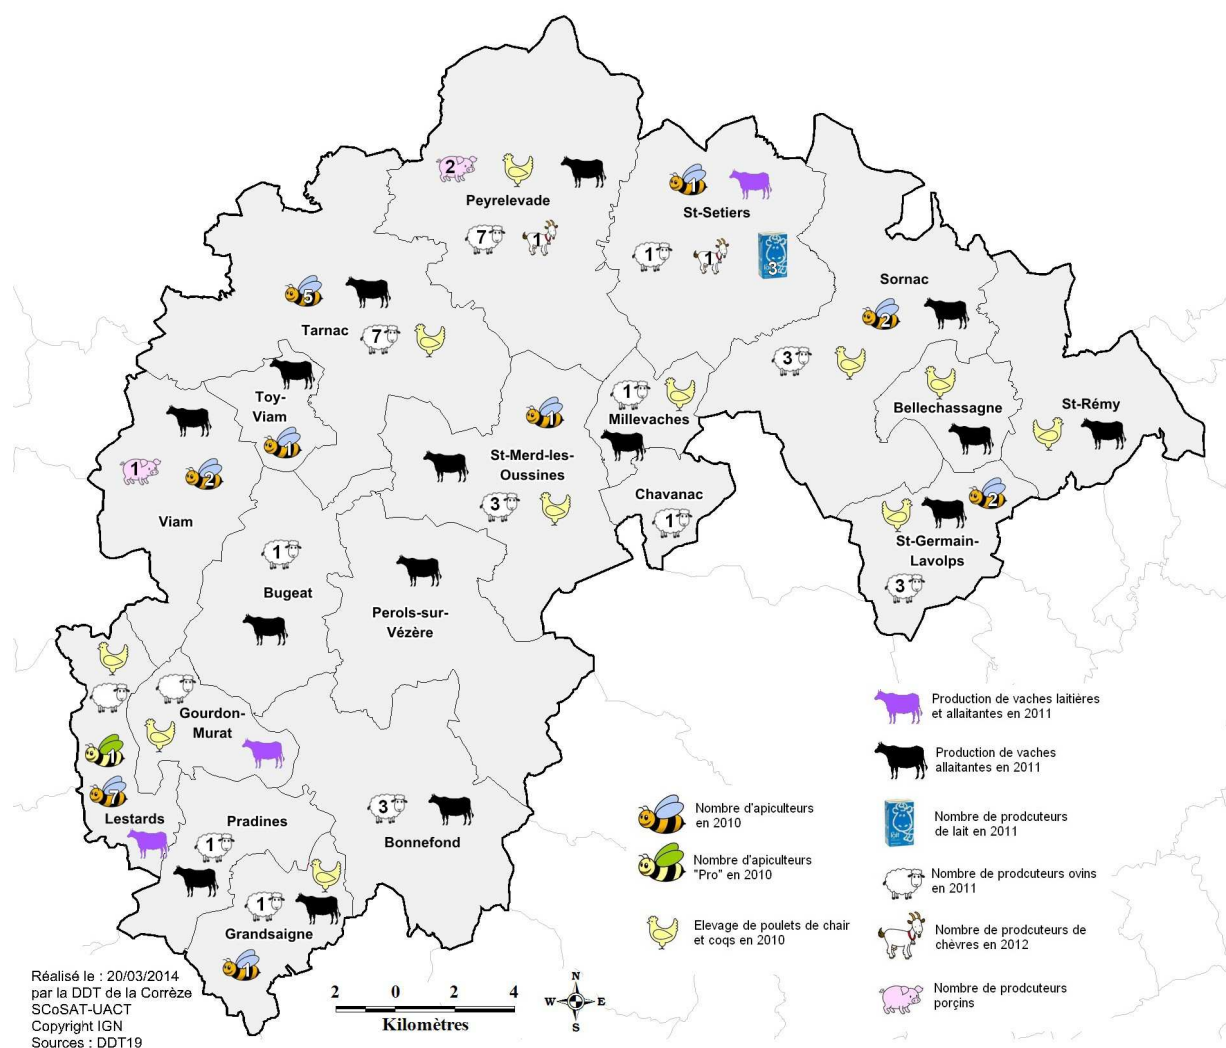 2
Peyrelevade
7
1
1
St-Setiers
1
1
3
Sornac
2
3
5
Tarnac
7
Toy-
Viam
1
1
Millevaches
Bellechassagne
St-Rémy
1
St-Merd-les-
Oussines
3
1
2
Viam
Chavanac
1
2
St-Germain-
Lavolps
3
1
Bugeat
Perols-sur-
Vézère
Gourdon-
Murat
1
7
Lestards
Pradines
1
3
Bonnefond
1
Grandsaigne
1
Production de vaches laitières
et allaitantes en 2011
Production de vaches
allaitantes en 2011
Nombre d'apiculteurs
en 2010
Nombre de prodcuteurs
de lait en 2011
Nombre d'apiculteurs
"Pro" en 2010
Nombre de prodcuteurs ovins
en 2011
Elevage de poulets de chair
et coqs en 2010
Nombre de prodcuteurs de
chèvres en 2012
Nombre de prodcuteurs
porçins
Réalisé le : 20/03/2014
par la DDT de la Corrèze
SCoSAT-UACT
Copyright IGN
Sources : DDT19
2 0 2 4
Kilomètres
N
W E
S